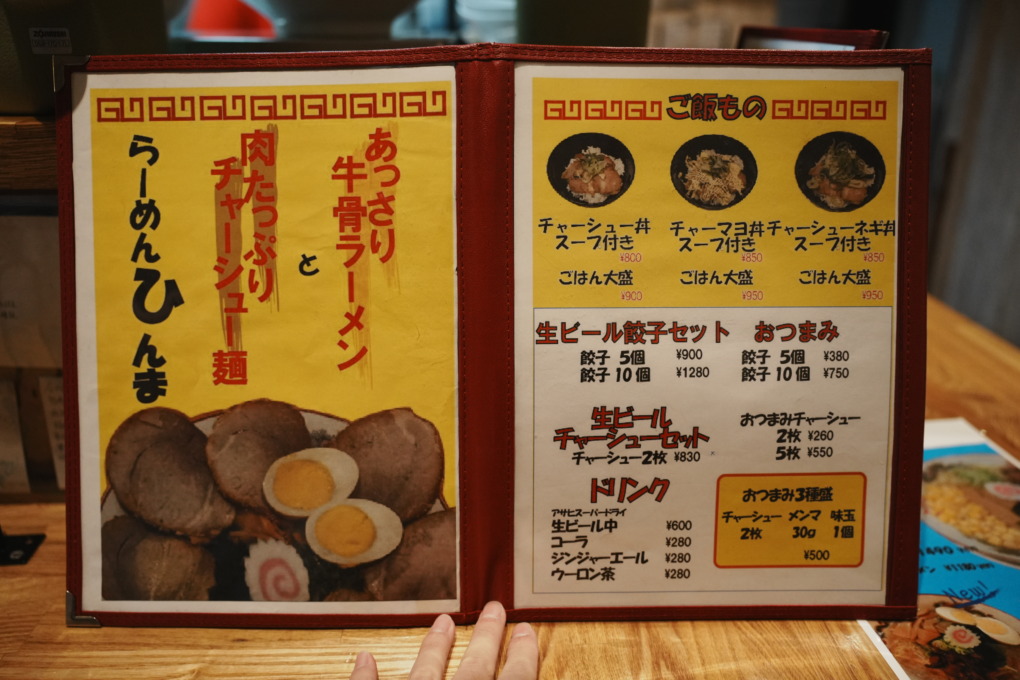 あっさり
牛骨ラーメン
と
肉たっぷり
チャーシュー麺
らーめんひんま
ご飯もの
チャーシュー丼
スープ付き
¥800
ごはん大盛
¥900
チャーマヨ丼
スープ付き
¥850
ごはん大盛
¥950
チャーシューネギ丼
スープ付き
¥850
ごはん大盛
¥950
生ビール餃子セット
餃子 5個 ¥900
餃子 10個 ¥1280
おつまみ
餃子 5個 ¥380
餃子 10個 ¥750
生ビール
チャーシューセット
チャーシュー2枚 ¥830
おつまみチャーシュー
2枚 ¥260
5枚 ¥550
ドリンク
アサヒスーパードライ
生ビール中 ¥600
コーラ ¥280
ジンジャーエール ¥280
ウーロン茶 ¥280
おつまみ3種盛
チャーシュー メンマ 味玉
2枚 30g 1個
¥500
¥1180
New!